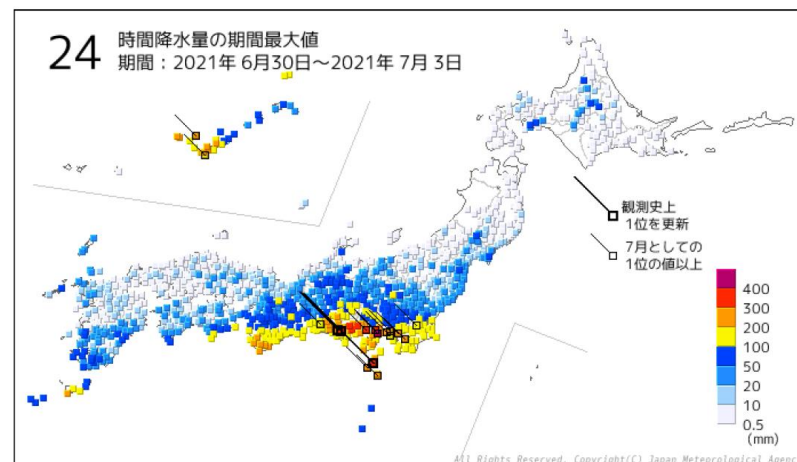 24 時間降水量の期間最大値
期間：2021年 6月30日～2021年 7月 3日
観測史上
1位を更新
7月としての
1位の値以上
400
300
200
100
50
20
10
0.5
(mm)
All Rights Reserved. Copyright(C) Japan Meteorological Agenc